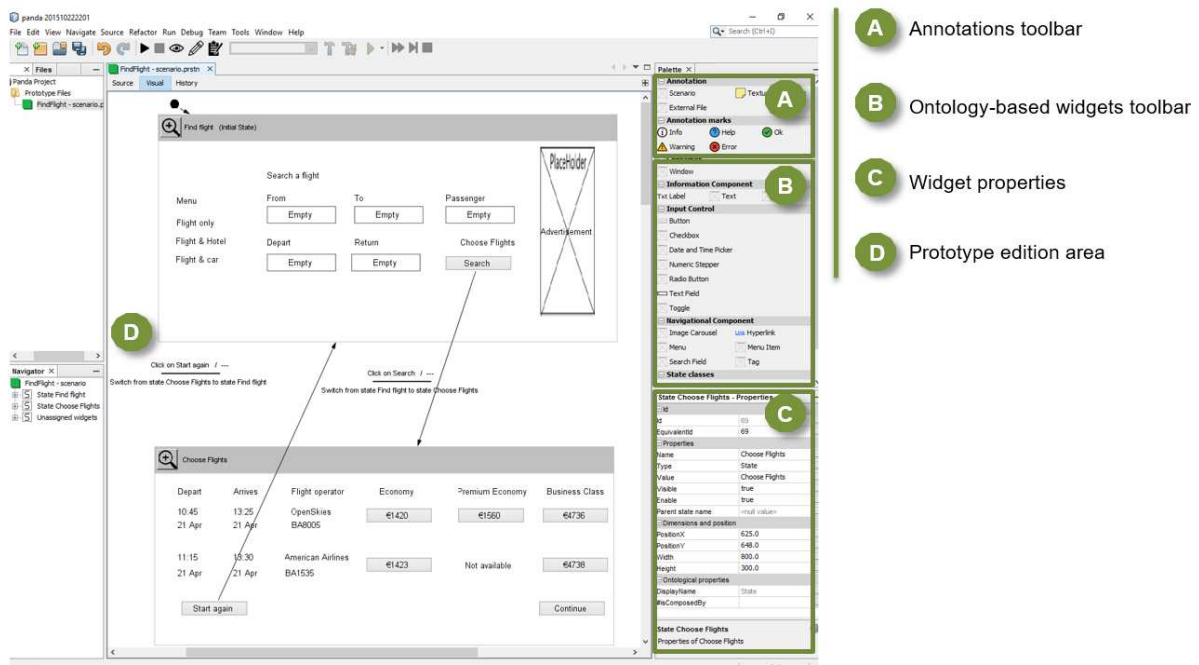 panda 201510222201
File Edit View Navigate Source Refactor Run Debug Team Tools Window Help
Search (Ctrl+I)
Files
FindFlight - scenario.prstn
Panda Project
Prototype Files
FindFlight - scenario.p
Source Visual History
Find flight (Initial State)
PlaceHolder
Advertisement
Search a flight
Menu
From To Passenger
Empty Empty Empty
Flight only
Flight & Hotel
Depart Return Choose Flights
Flight & car
Empty Empty Search
D
Click on Start again / ---
Switch from state Choose Flights to state Find flight
Click on Search / ---
Switch from state Find flight to state Choose Flights
Navigator
FindFlight - scenario
State Find flight
State Choose Flights
Unassigned widgets
Choose Flights
Depart Arrives Flight operator Economy Premium Economy Business Class
10:45 13:25 OpenSkies €1420 €1560 €4736
21 Apr 21 Apr BA8005
11:15 13:30 American Airlines €1423 Not available €4738
21 Apr 21 Apr BA1535
Start again Continue
Palette
Annotation
Scenario Textu
External File
A
Annotation marks
Info Help Ok
Warning Error
Window
B
Information Component
Txt Label Text
Input Control
Button
Checkbox
Date and Time Picker
Numeric Stepper
Radio Button
Text Field
Toggle
Navigational Component
Image Carousel Link Hyperlink
Menu Menu Item
Search Field Tag
State classes
State Choose Flights - Properties
C
Id
Id 69
EquivalentId 69
Properties
Name Choose Flights
Type State
Value Choose Flights
Visible true
Enable true
Parent state name <null value>
Dimensions and position
PositionX 625.0
PositionY 648.0
Width 800.0
Height 300.0
Ontological properties
DisplayName State
#isComposedBy
State Choose Flights
Properties of Choose Flights
A Annotations toolbar
B Ontology-based widgets toolbar
C Widget properties
D Prototype edition area